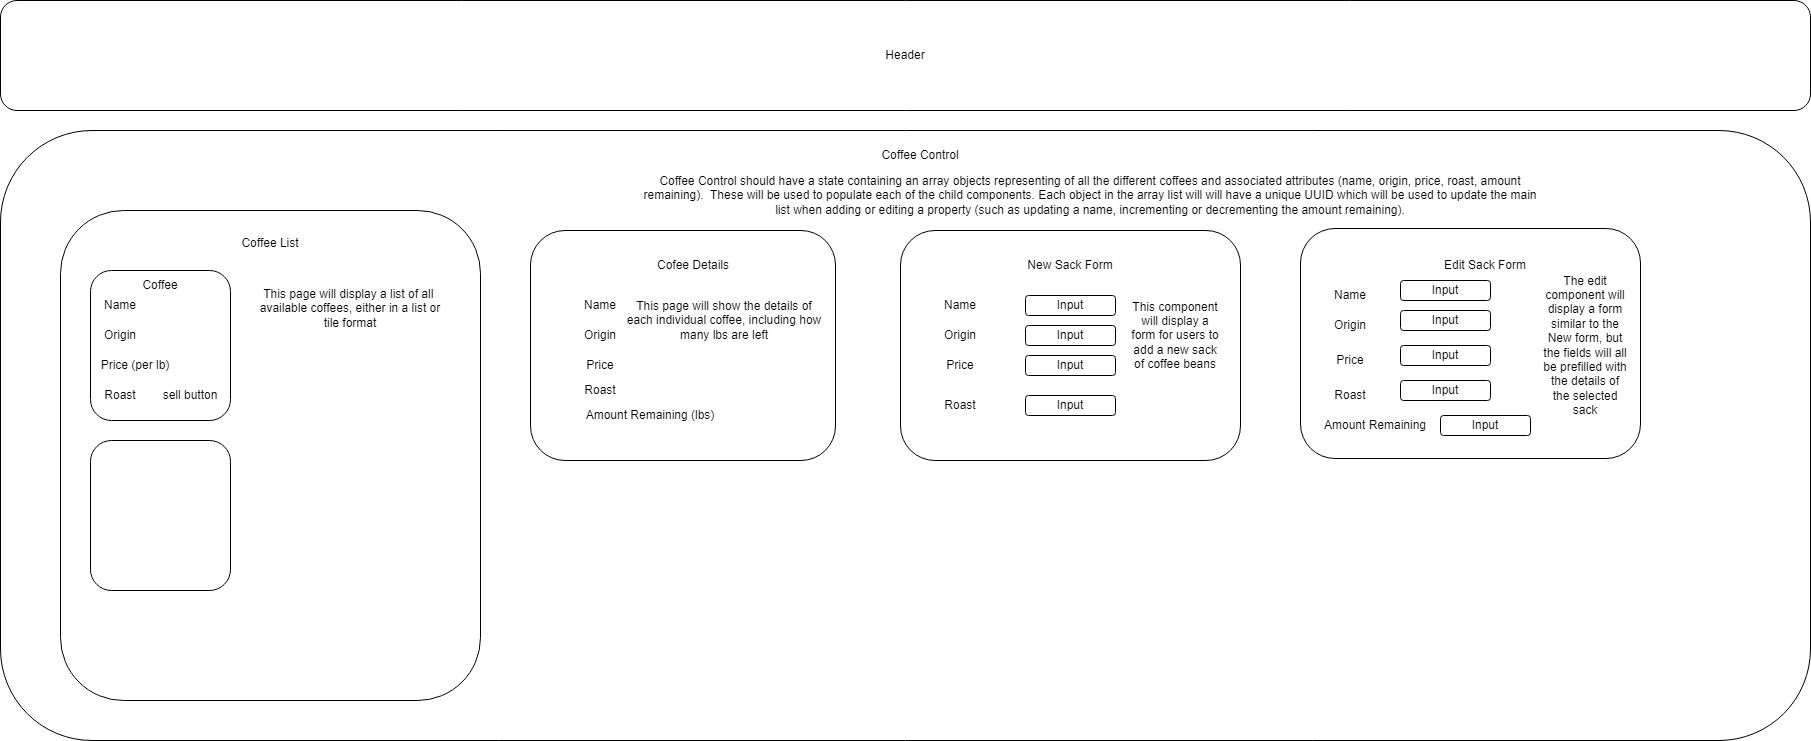 Header
Coffee Control
Coffee Control should have a state containing an array objects representing of all the different coffees and associated attributes (name, origin, price, roast, amount
remaining).  These will be used to populate each of the child components. Each object in the array list will will have a unique UUID which will be used to update the main
list when adding or editing a property (such as updating a name, incrementing or decrementing the amount remaining).
Coffee List
Coffee
Name
Origin
Price (per lb)
Roast
sell button
This page will display a list of all
available coffees, either in a list or
tile format
Cofee Details
Name
Origin
Price
Roast
Amount Remaining (lbs)
This page will show the details of
each individual coffee, including how
many lbs are left
New Sack Form
Name
Input
Origin
Input
Price
Input
Roast
Input
This component
will display a
form for users to
add a new sack
of coffee beans
Edit Sack Form
Name
Input
Origin
Input
Price
Input
Roast
Input
Amount Remaining
Input
The edit
component will
display a form
similar to the
New form, but
the fields will all
be prefilled with
the details of
the selected
sack